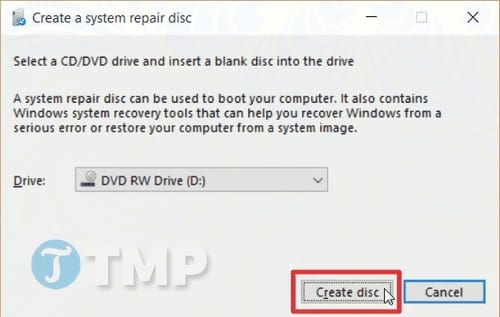 Create a system repair disc
Select a CD/DVD drive and insert a blank disc into the drive
A system repair disc can be used to boot your computer. It also contains
Windows system recovery tools that can help you recover Windows from a
serious error or restore your computer from a system image.
Drive: DVD RW Drive (D:)
T TMP
Create disc Cancel